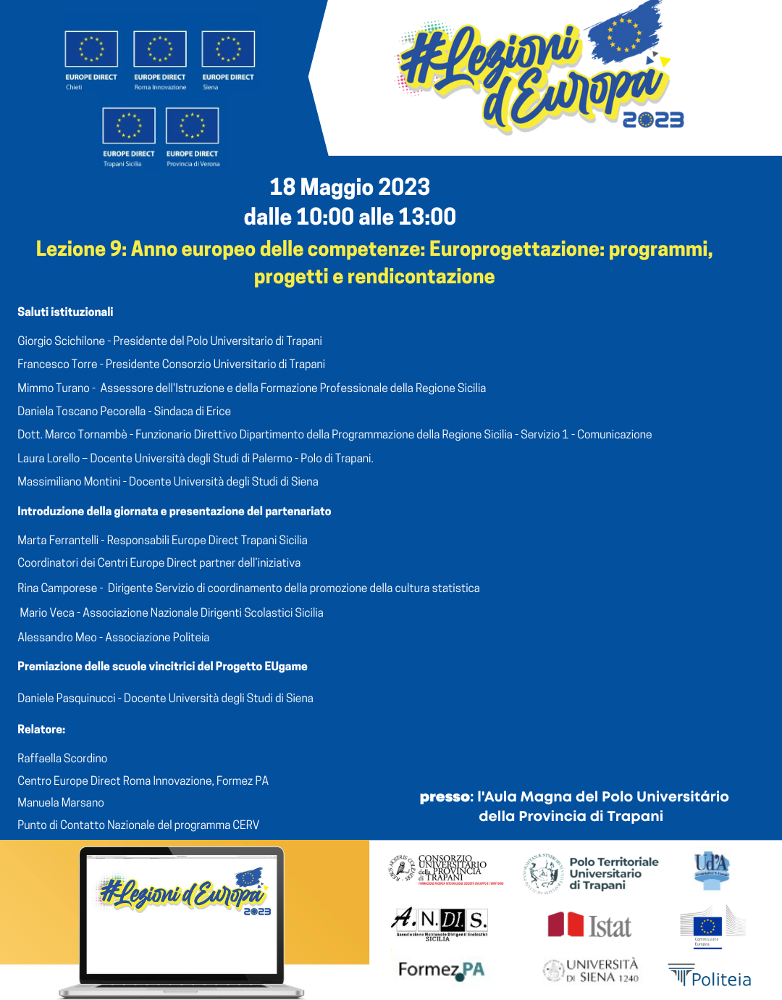 EUROPE DIRECT
Chieti
EUROPE DIRECT
Roma Innovazione
EUROPE DIRECT
Siena
EUROPE DIRECT
Trapani Sicilia
EUROPE DIRECT
Provincia di Verona
#Lezioni
d'Europa
2023
18 Maggio 2023
dalle 10:00 alle 13:00
Lezione 9: Anno europeo delle competenze: Europrogettazione: programmi,
progetti e rendicontazione
Saluti istituzionali
Giorgio Scichilone - Presidente del Polo Universitario di Trapani
Francesco Torre - Presidente Consorzio Universitario di Trapani
Mimmo Turano - Assessore dell'Istruzione e della Formazione Professionale della Regione Sicilia
Daniela Toscano Pecorella - Sindaca di Erice
Dott. Marco Tornambè - Funzionario Direttivo Dipartimento della Programmazione della Regione Sicilia - Servizio 1 - Comunicazione
Laura Lorello – Docente Università degli Studi di Palermo - Polo di Trapani.
Massimiliano Montini - Docente Università degli Studi di Siena
Introduzione della giornata e presentazione del partenariato
Marta Ferrantelli - Responsabili Europe Direct Trapani Sicilia
Coordinatori dei Centri Europe Direct partner dell’iniziativa
Rina Camporese - Dirigente Servizio di coordinamento della promozione della cultura statistica
Mario Veca - Associazione Nazionale Dirigenti Scolastici Sicilia
Alessandro Meo - Associazione Politeia
Premiazione delle scuole vincitrici del Progetto EUgame
Daniele Pasquinucci - Docente Università degli Studi di Siena
Relatore:
Raffaella Scordino
Centro Europe Direct Roma Innovazione, Formez PA
Manuela Marsano
Punto di Contatto Nazionale del programma CERV
presso: l'Aula Magna del Polo Universitário
della Provincia di Trapani
#Lezioni d'Europa
2023
CONSORZIO
UNIVERSITARIO
della PROVINCIA
di TRAPANI
FORMAZIONE RICERCA INTEGRAZIONE SOCIETÀ SVILUPPO E TERRITORIO
Polo Territoriale
Universitario
di Trapani
Ud'A
A.N.DI.S.
Associazione Nazionale Dirigenti Scolastici
SICILIA
Istat
Commissione
Europea
Formez PA
UNIVERSITÀ
DI SIENA 1240
Politeia